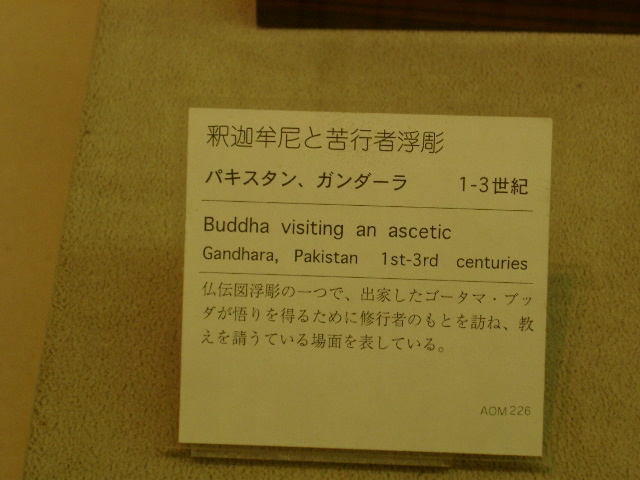 釈迦牟尼と苦行者浮彫
パキスタン、ガンダーラ 1-3世紀
Buddha visiting an ascetic
Gandhara, Pakistan 1st-3rd centuries
仏伝図浮彫の一つで、出家したゴータマ・ブッ
ダが悟りを得るために修行者のもとを訪ね、教
えを請うている場面を表している。
AOM 226